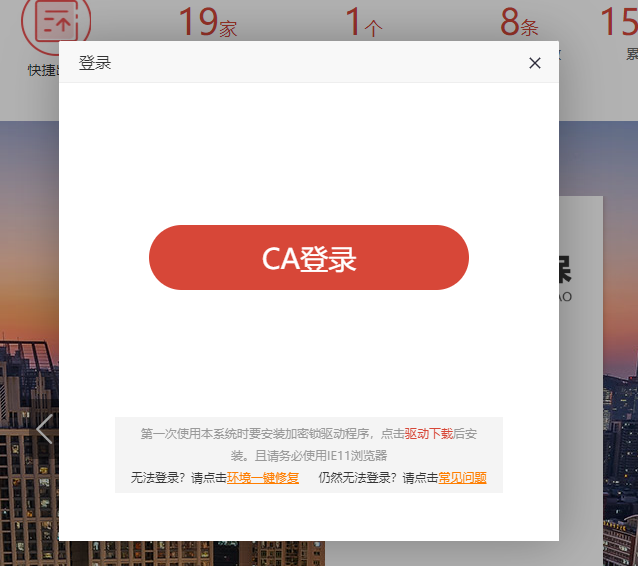 19家
1个
8条
15
登录
CA登录
第一次使用本系统时要安装加密锁驱动程序，点击驱动下载后安
装。且请务必使用IE11浏览器
无法登录？请点击环境一键修复 仍然无法登录？请点击常见问题
快捷
累
保
AO